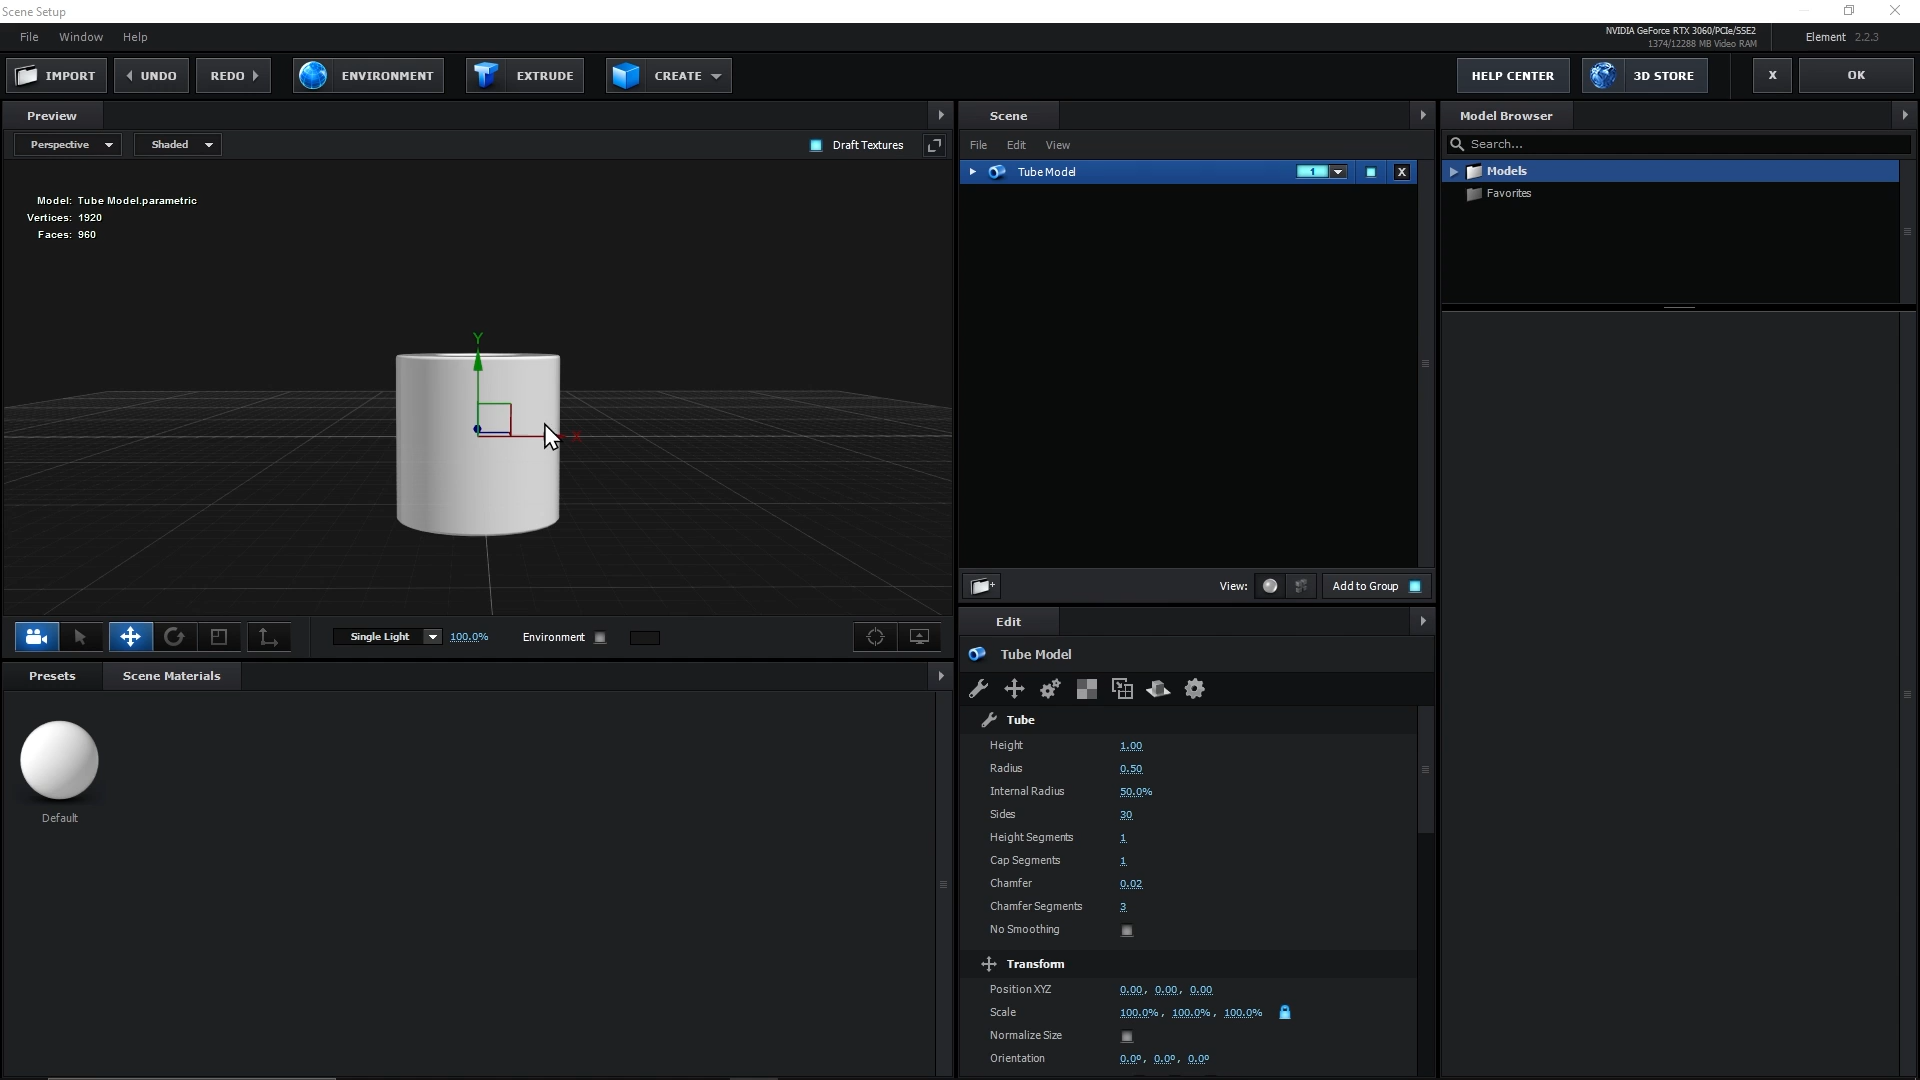 Scene Setup
File Window Help
NVIDIA GeForce RTX 3060/PCIe/SSE2
1374/12288 MB Video RAM
Element 2.2.3
IMPORT UNDO REDO ENVIRONMENT EXTRUDE CREATE HELP CENTER 3D STORE X OK
Preview
Perspective Shaded Draft Textures
Model: Tube Model.parametric
Vertices: 1920
Faces: 960
Y
X
Single Light 100.0% Environment
Presets Scene Materials
Default
Scene
File Edit View
Tube Model 1 X
View: Add to Group
Edit
Tube Model
Tube
Height 1.00
Radius 0.50
Internal Radius 50.0%
Sides 30
Height Segments 1
Cap Segments 1
Chamfer 0.02
Chamfer Segments 3
No Smoothing
Transform
Position XYZ 0.00, 0.00, 0.00
Scale 100.0%, 100.0%, 100.0%
Normalize Size
Orientation 0.0º, 0.0º, 0.0º
Model Browser
Search...
Models
Favorites